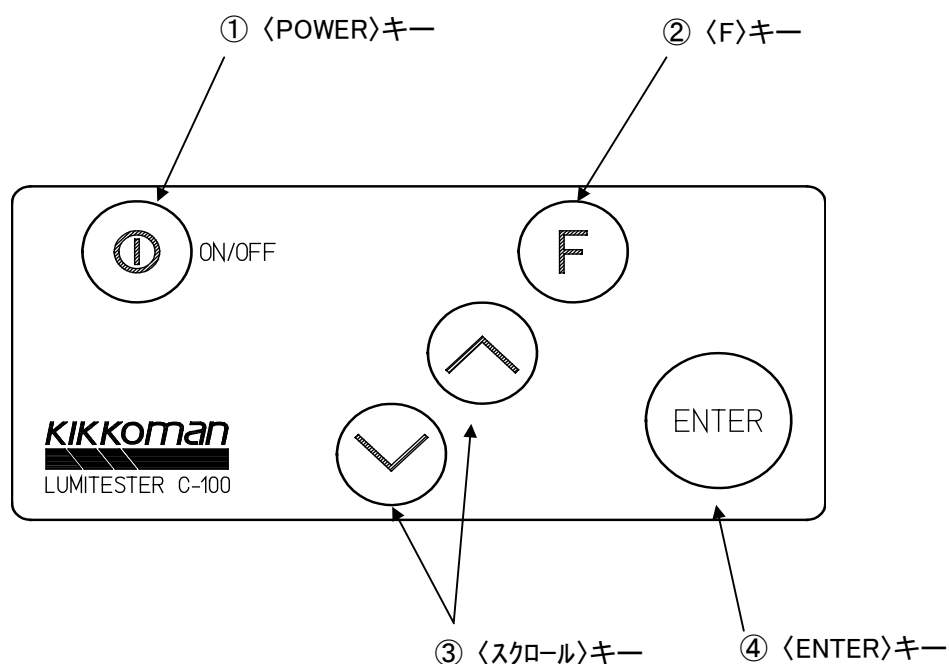 ① 〈POWER〉キー
② 〈F〉キー
ON/OFF
F
ENTER
KIKKOMAN
LUMITESTER C-100
③ 〈スクロール〉キー
④ 〈ENTER〉キー